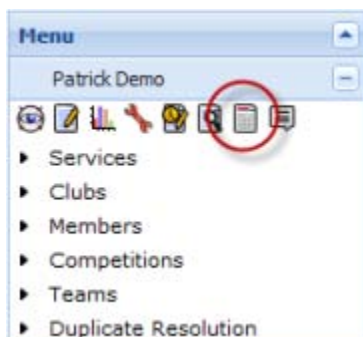 Menu
Patrick Demo
Services
Clubs
Members
Competitions
Teams
Duplicate Resolution